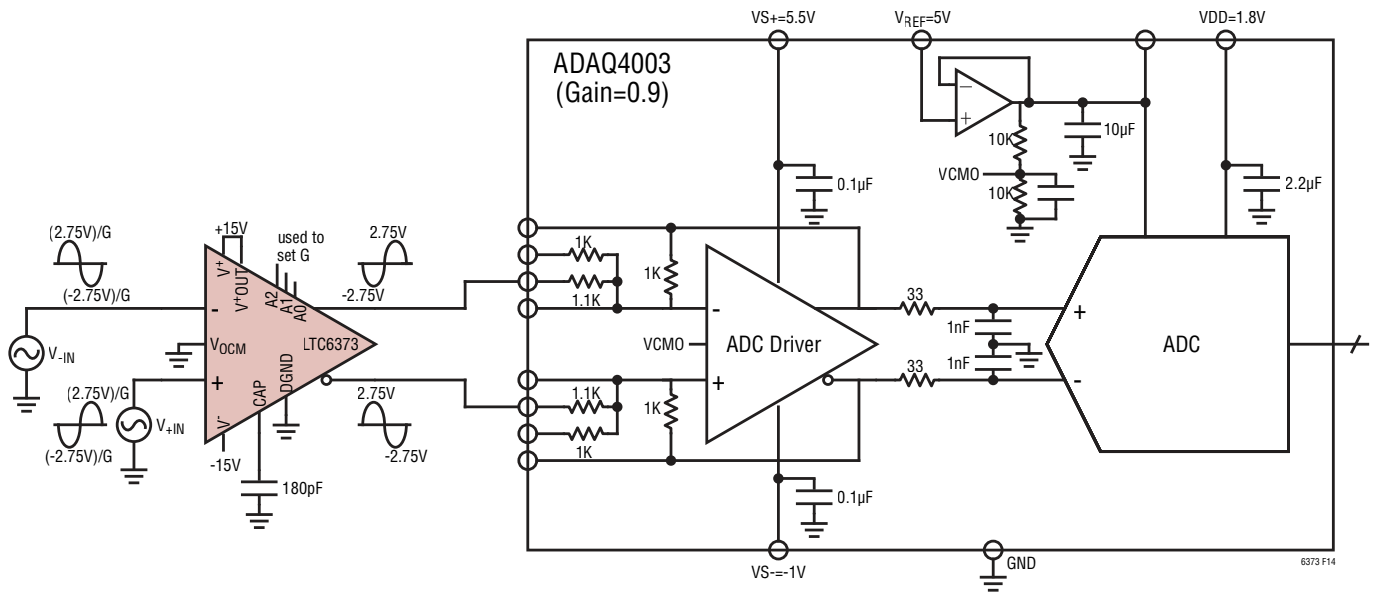 VS+=5.5V
VREF=5V
VDD=1.8V
ADAQ4003
(Gain=0.9)
10K
10µF
VCMO
10K
0.1µF
2.2µF
(2.75V)/G
(-2.75V)/G
+15V
used to
set G
2.75V
-2.75V
V+
V+OUT
A2
A1
A0
1K
1.1K
1K
-
+
-
+
33
1nF
1nF
33
+
-
V-IN
VOCM
LTC6373
VCMO
ADC Driver
ADC
-
+
CAP
DGND
V-
(2.75V)/G
(-2.75V)/G
V+IN
2.75V
-2.75V
-15V
180pF
1.1K
1K
1K
0.1µF
VS-=-1V
GND
6373 F14